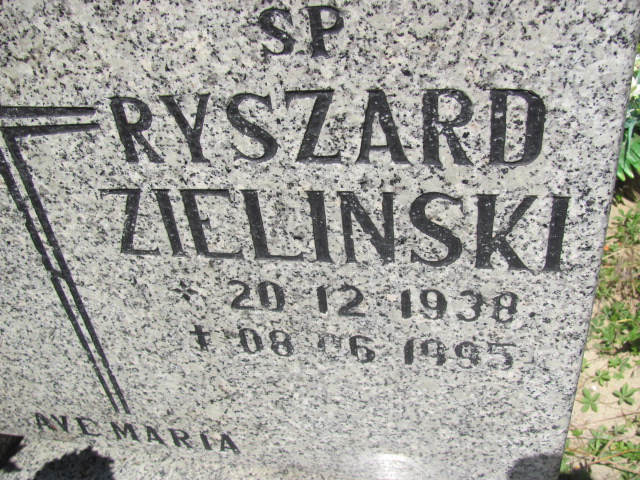 SP
RYSZARD
ZIELINSKI
* 20 12 1938
+ 08 06 1995
AVE MARIA